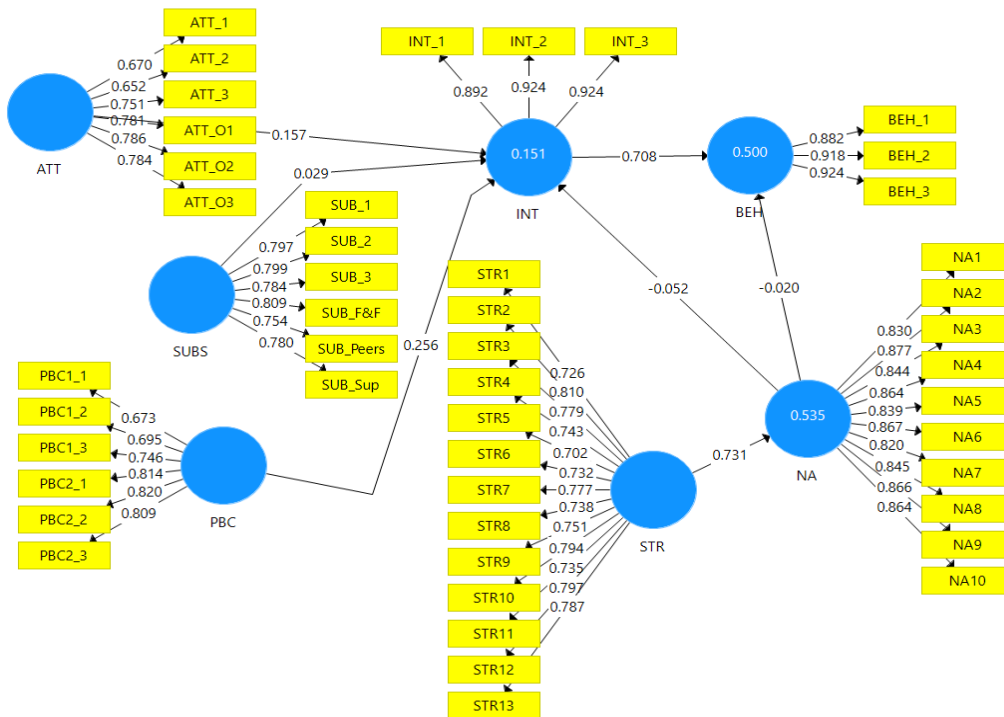 ATT_1
ATT_2
ATT_3
ATT_O1
ATT_O2
ATT_O3
0.670
0.652
0.751
0.781
0.786
0.784
ATT
0.157
INT_1
INT_2
INT_3
0.892
0.924
0.924
0.151
INT
0.708
0.500
BEH
0.882
0.918
0.924
BEH_1
BEH_2
BEH_3
0.029
SUB_1
SUB_2
SUB_3
SUB_F&F
SUB_Peers
SUB_Sup
0.797
0.799
0.784
0.809
0.754
0.780
SUBS
0.256
-0.052
-0.020
PBC1_1
PBC1_2
PBC1_3
PBC2_1
PBC2_2
PBC2_3
0.673
0.695
0.746
0.814
0.820
0.809
PBC
STR1
STR2
STR3
STR4
STR5
STR6
STR7
STR8
STR9
STR10
STR11
STR12
STR13
0.726
0.810
0.779
0.743
0.702
0.732
0.777
0.738
0.751
0.794
0.735
0.797
0.787
STR
0.731
0.535
NA
0.830
0.877
0.844
0.864
0.839
0.867
0.820
0.845
0.866
0.864
NA1
NA2
NA3
NA4
NA5
NA6
NA7
NA8
NA9
NA10